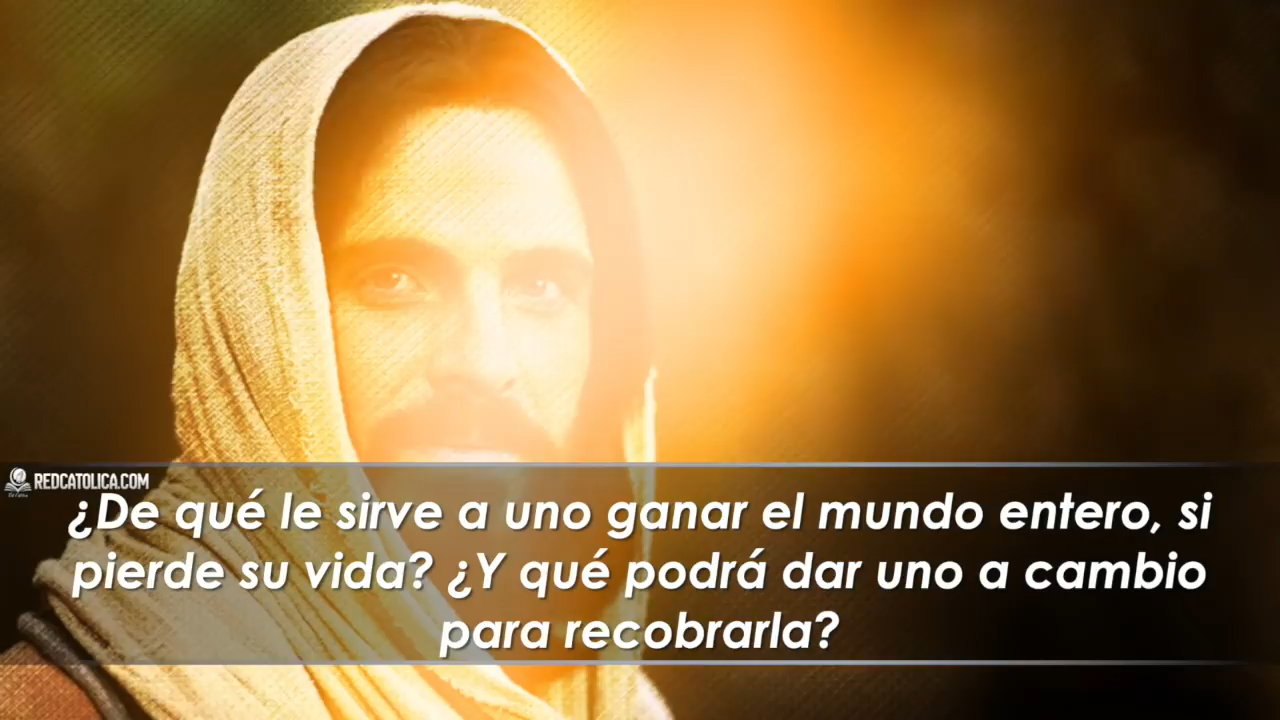 REDCATOLICA.COM
¿De qué le sirve a uno ganar el mundo entero, si
pierde su vida? ¿Y qué podrá dar uno a cambio
para recobrarla?